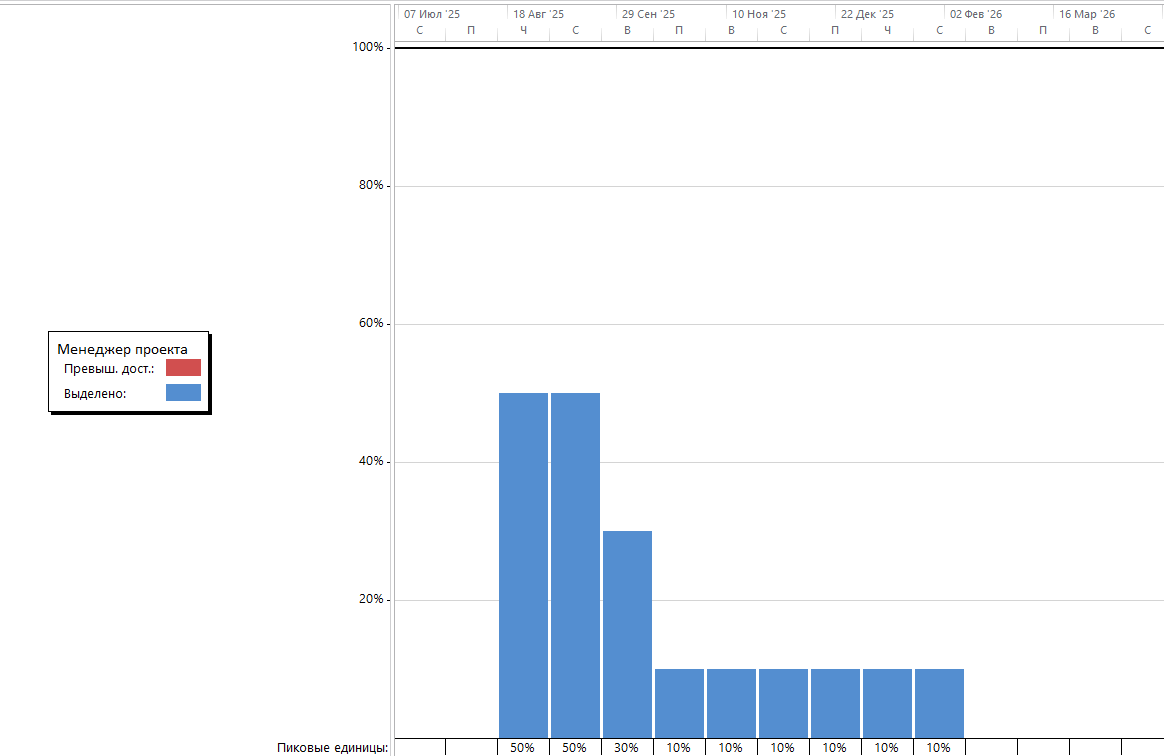 07 Июл '25 18 Авг '25 29 Сен '25 10 Ноя '25 22 Дек '25 02 Фев '26 16 Мар '26
С П Ч С В П В С П Ч С В П В С
100%
80%
60%
Менеджер проекта
Превыш. дост.:
Выделено:
40%
20%
Пиковые единицы: 50% 50% 30% 10% 10% 10% 10% 10% 10%